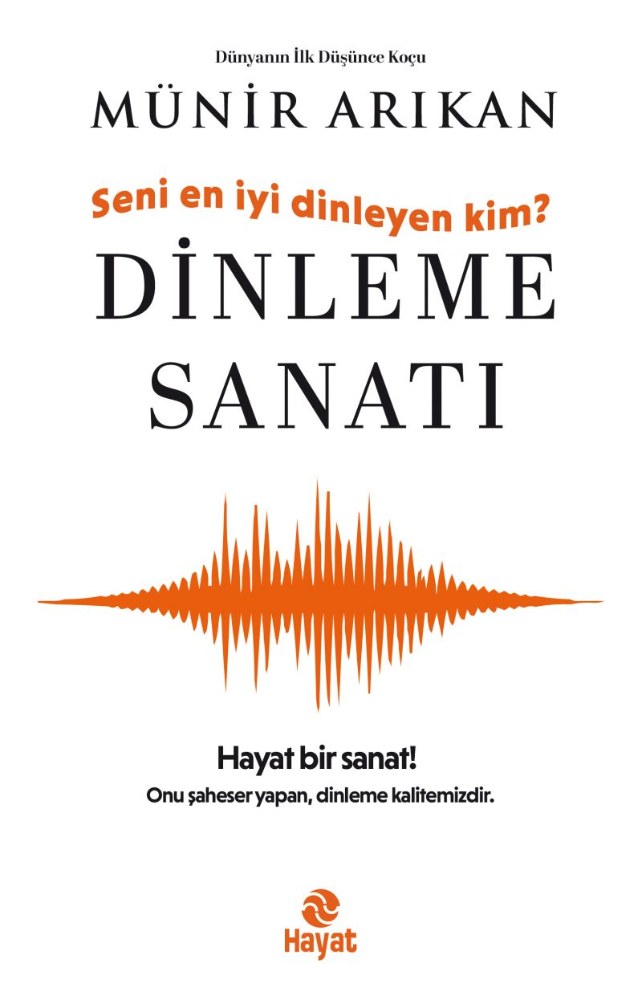 Dünyanın İlk Düşünce Koçu
MÜNİR ARIKAN
Seni en iyi dinleyen kim?
DİNLEME
SANATI
Hayat bir sanat!
Onu şaheser yapan, dinleme kalitemizdir.
Hayat